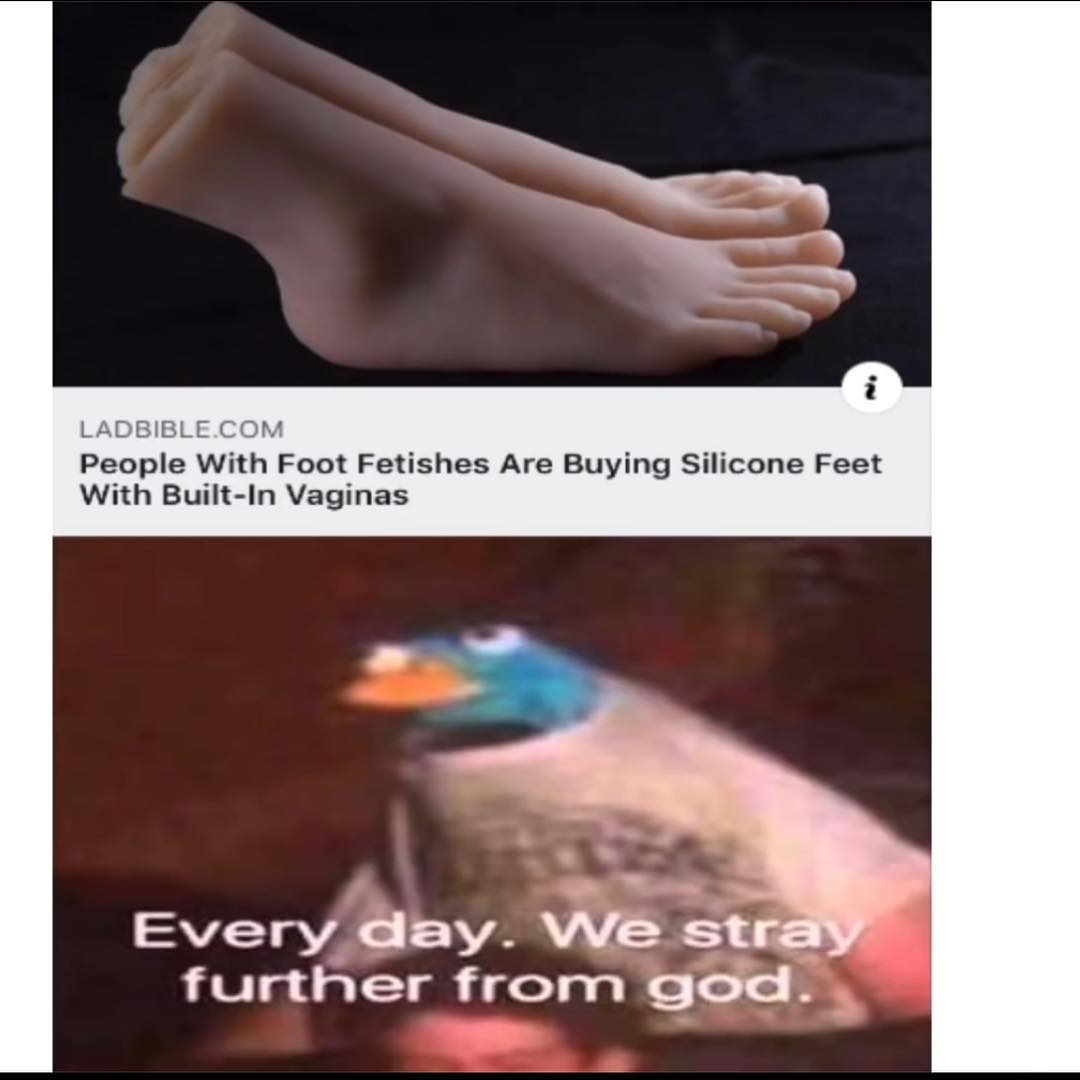 i
LADBIBLE.COM
People With Foot Fetishes Are Buying Silicone Feet
With Built-In Vaginas
Every day. We stray
further from god.